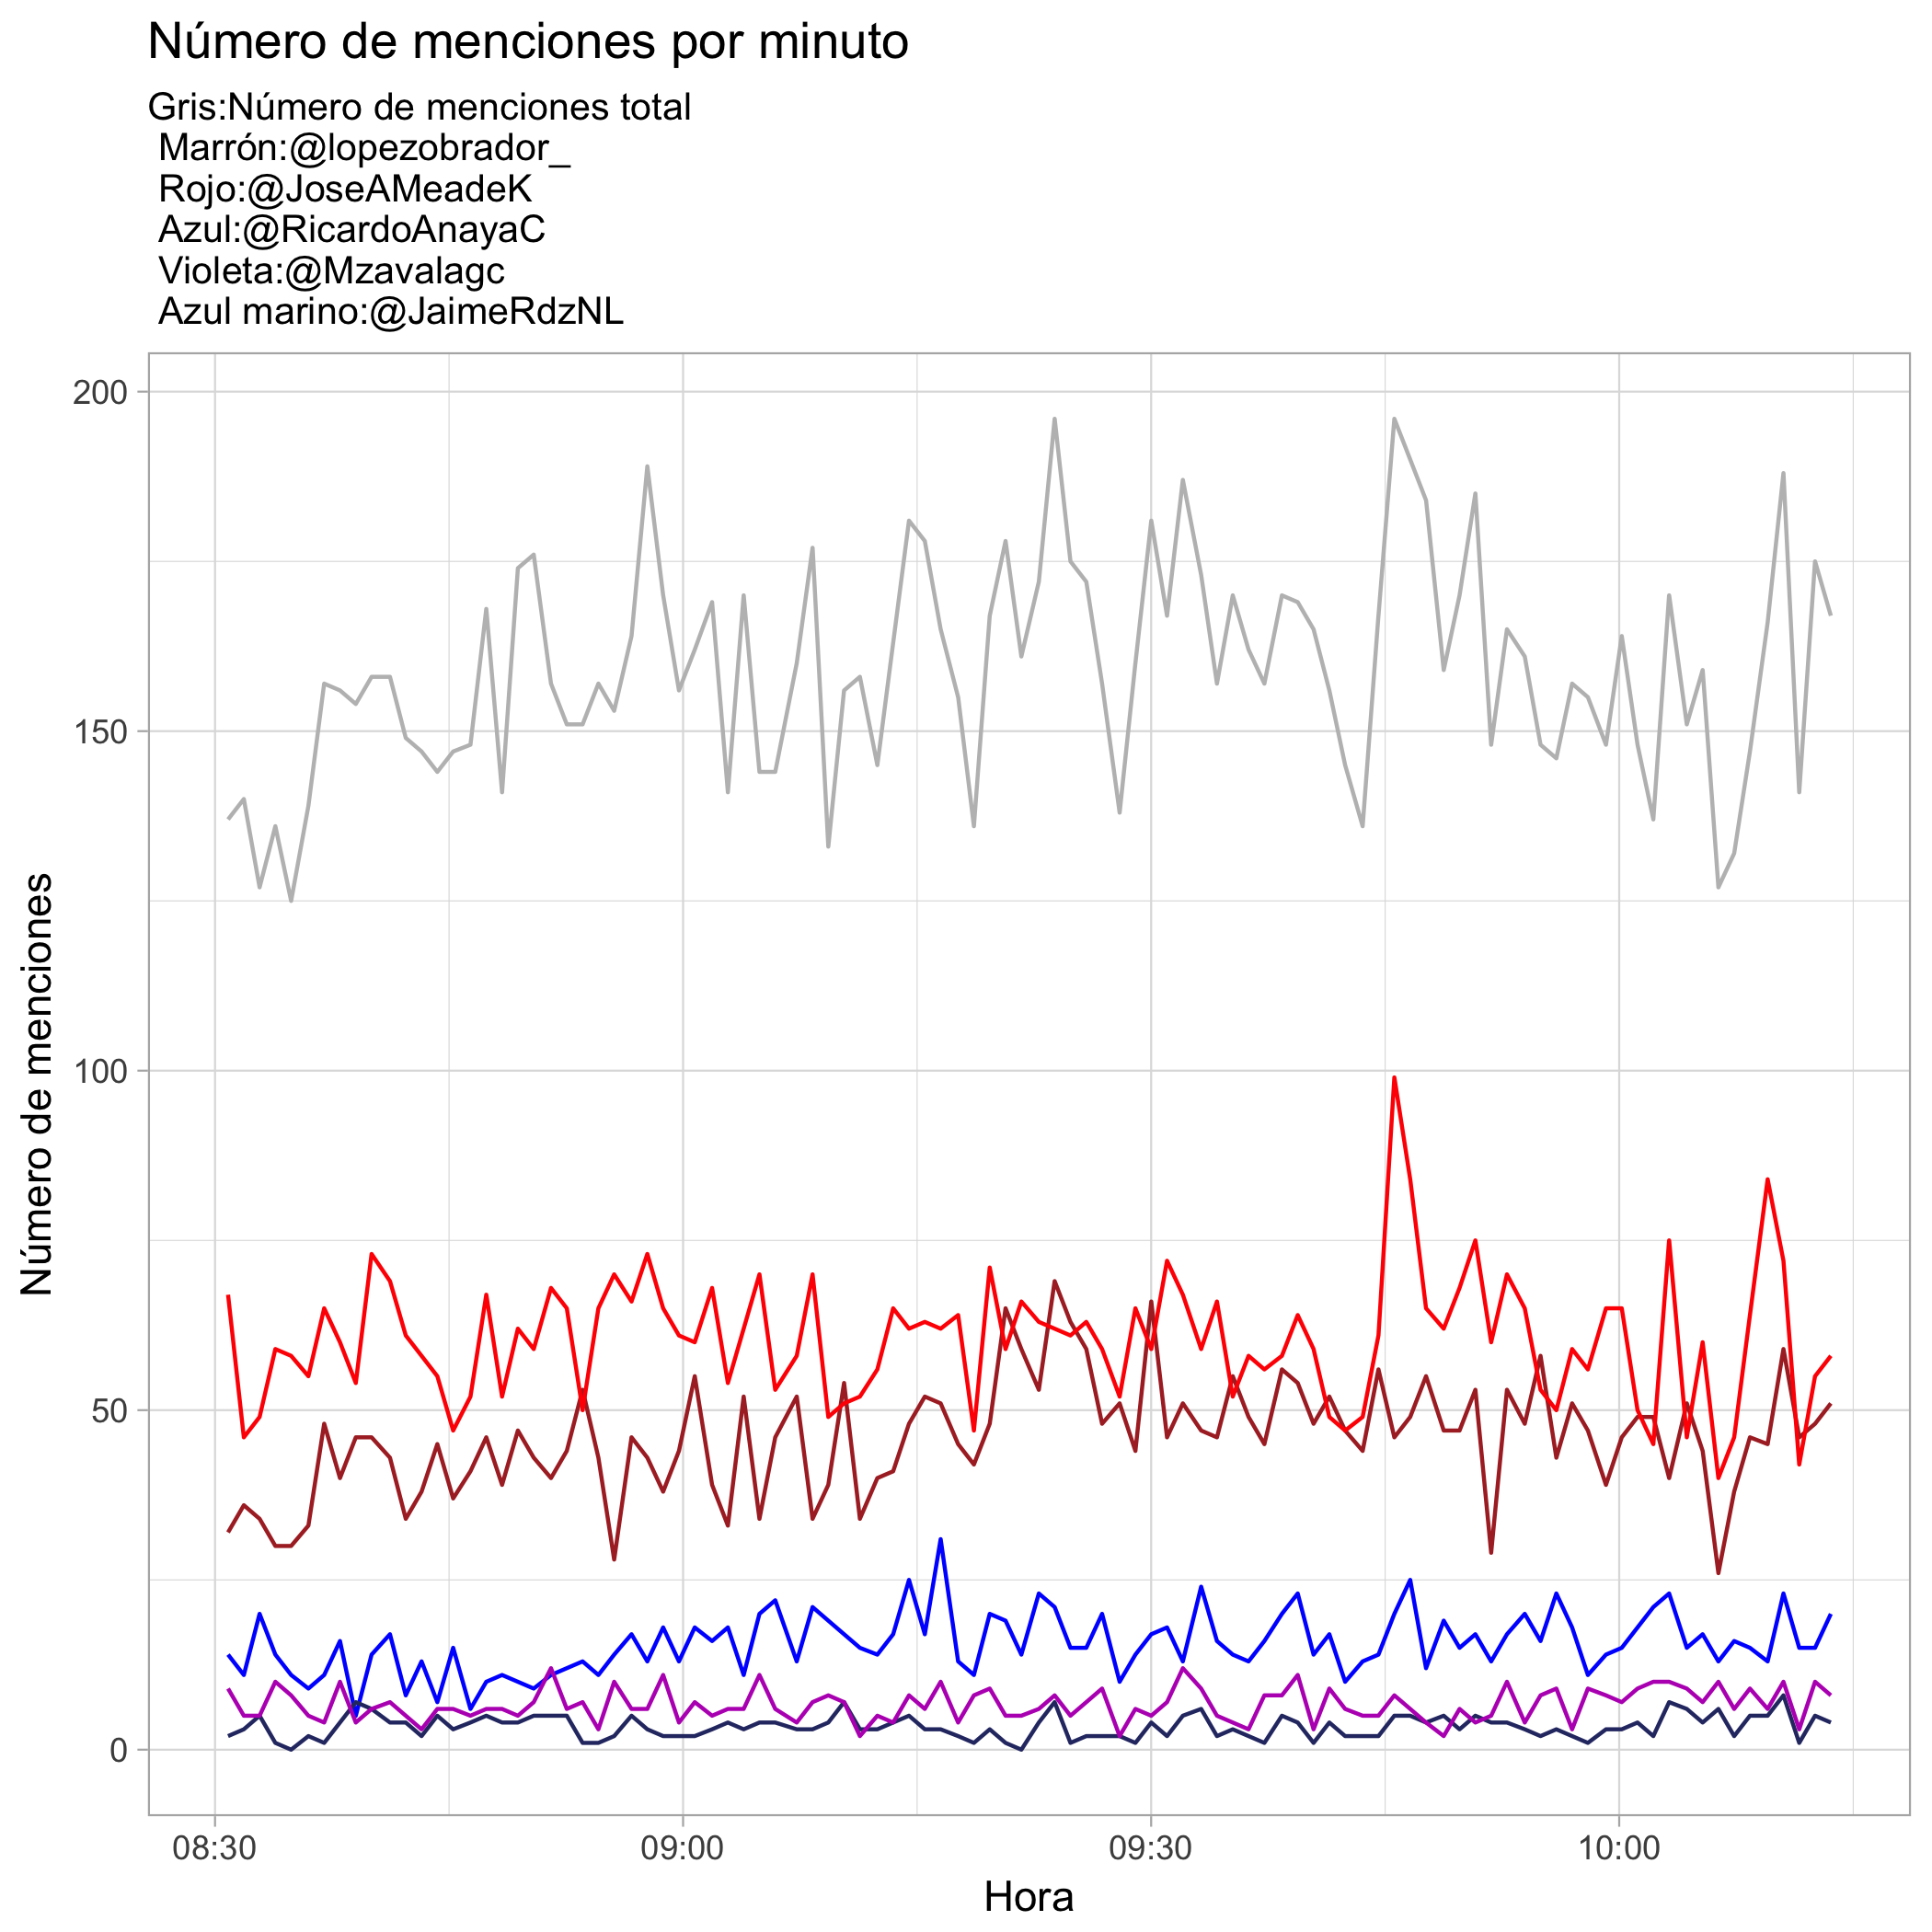 Número de menciones por minuto
Gris:Número de menciones total
Marrón:@lopezobrador_
Rojo:@JoseAMeadeK
Azul:@RicardoAnayaC
Violeta:@Mzavalagc
Azul marino:@JaimeRdzNL
200
150
100
50
0
Número de menciones
08:30
09:00
09:30
10:00
Hora